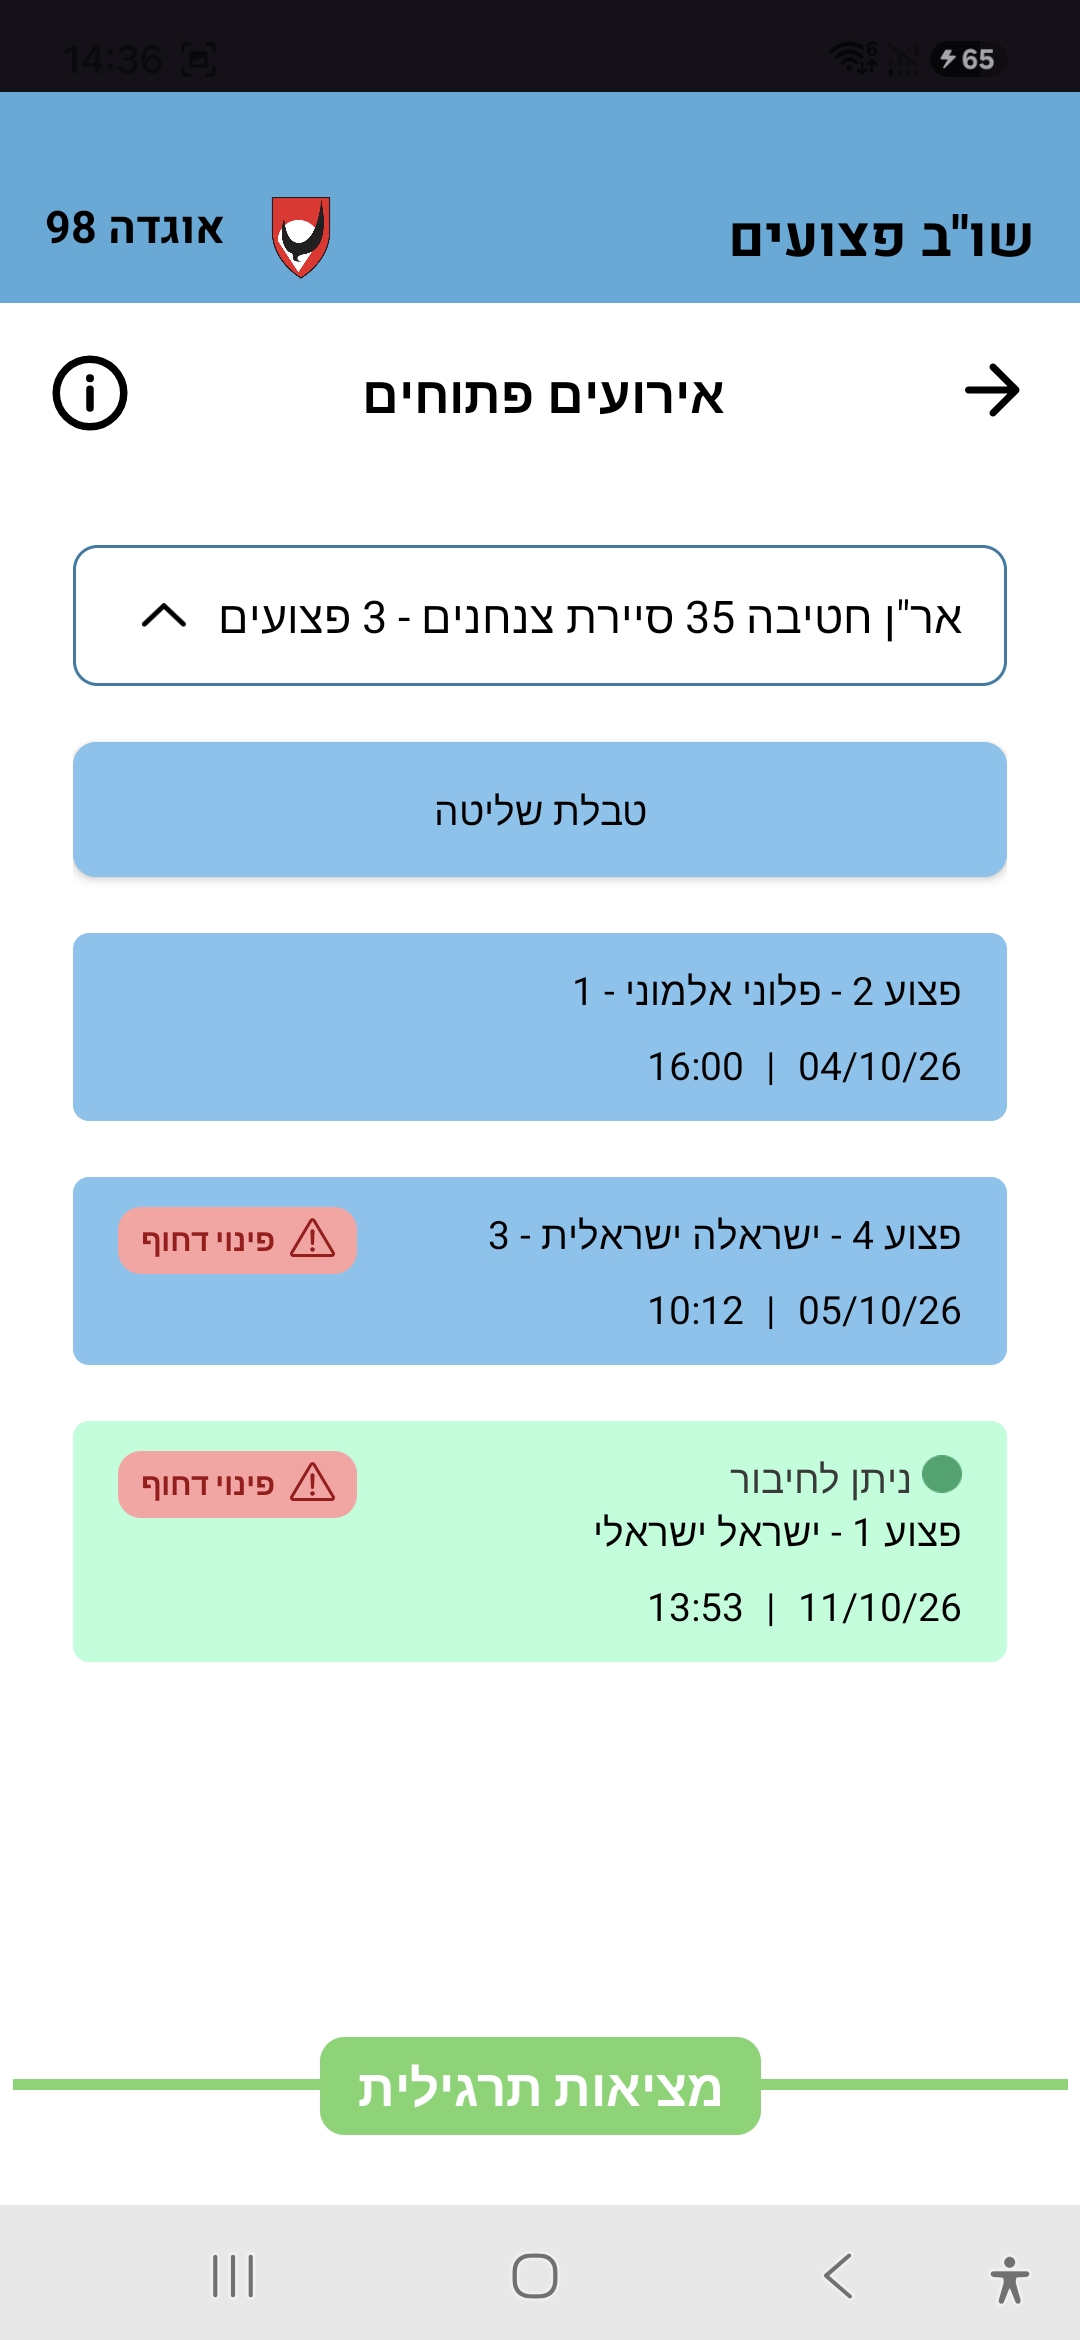 14:36
6
65
שו"ב פצועים
אוגדה 98
אירועים פתוחים
אר"ן חטיבה 35 סיירת צנחנים - 3 פצועים
טבלת שליטה
פצוע 2 - פלוני אלמוני - 1
04/10/26 | 16:00
פצוע 4 - ישראלה ישראלית - 3
פינוי דחוף
05/10/26 | 10:12
ניתן לחיבור
פינוי דחוף
פצוע 1 - ישראל ישראלי
11/10/26 | 13:53
מציאות תרגילית